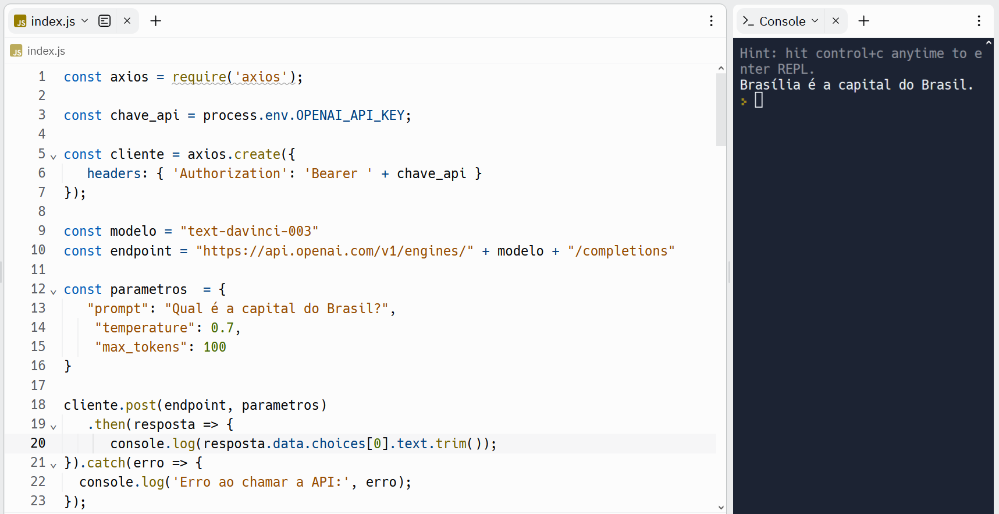 index.js
Console
index.js
1 const axios = require('axios');
2
3 const chave_api = process.env.OPENAI_API_KEY;
4
5 const cliente = axios.create({
6    headers: { 'Authorization': 'Bearer ' + chave_api }
7 });
8
9 const modelo = "text-davinci-003"
10 const endpoint = "https://api.openai.com/v1/engines/" + modelo + "/completions"
11
12 const parametros  = {
13    "prompt": "Qual é a capital do Brasil?",
14     "temperature": 0.7,
15     "max_tokens": 100
16 }
17
18 cliente.post(endpoint, parametros)
19    .then(resposta => {
20       console.log(resposta.data.choices[0].text.trim());
21 }).catch(erro => {
22   console.log('Erro ao chamar a API:', erro);
23 });
Hint: hit control+c anytime to e
nter REPL.
Brasília é a capital do Brasil.